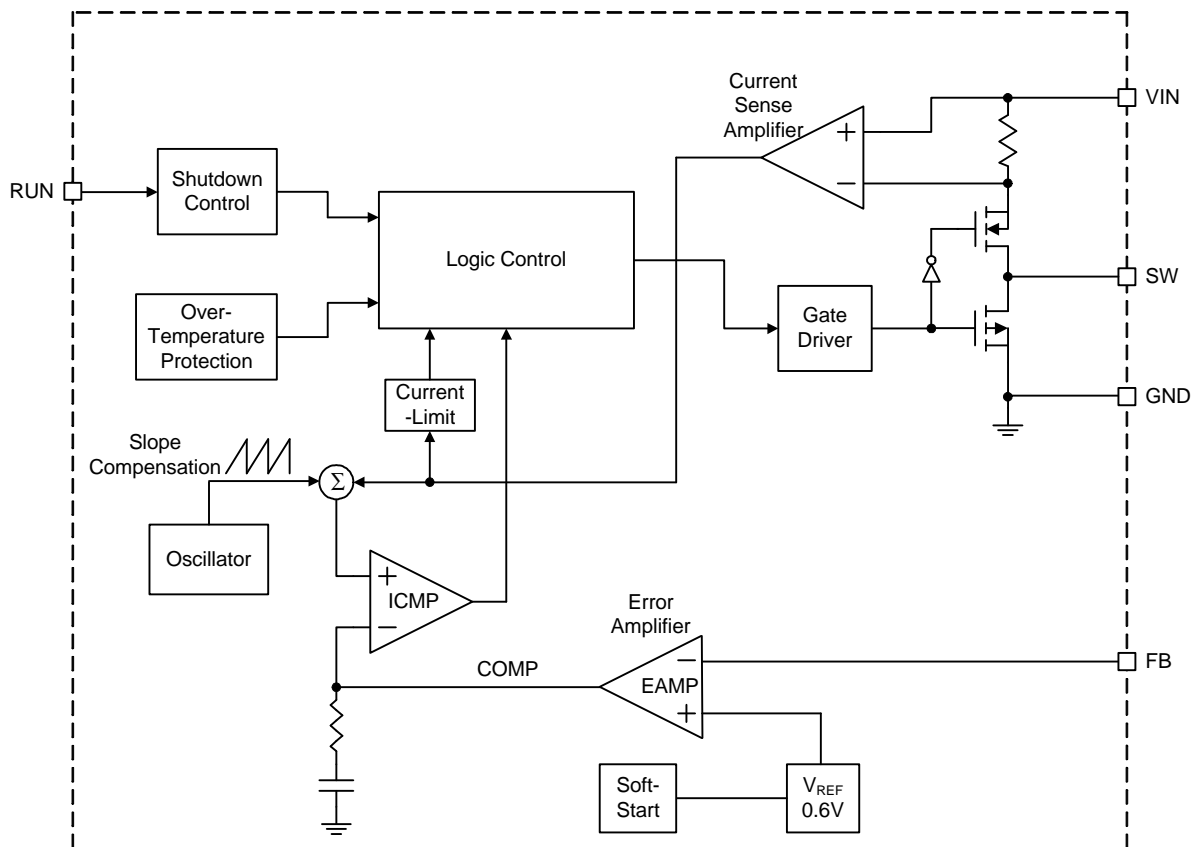 Current
Sense
Amplifier
+
−
VIN
RUN
Shutdown
Control
Logic Control
SW
Over-
Temperature
Protection
Gate
Driver
Current
-Limit
GND
Slope
Compensation
Σ
Oscillator
+
ICMP
−
Error
Amplifier
COMP
−
EAMP
+
FB
Soft-
Start
VREF
0.6V